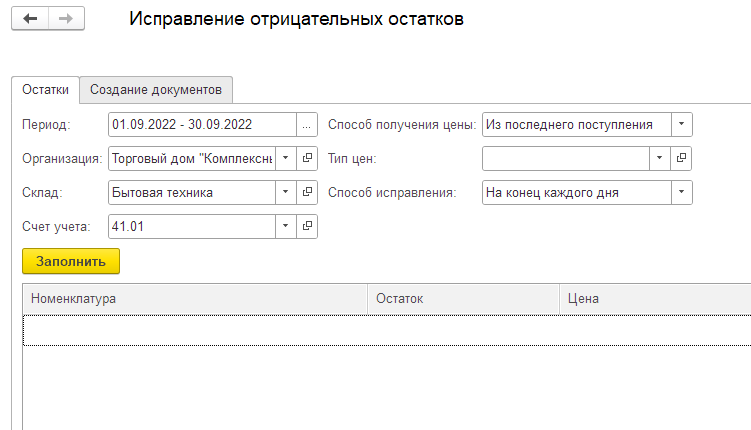 Исправление отрицательных остатков
Остатки Создание документов
Период: 01.09.2022 - 30.09.2022 ... Способ получения цены: Из последнего поступления
Организация: Торговый дом "Комплексны Тип цен:
Склад: Бытовая техника Способ исправления: На конец каждого дня
Счет учета: 41.01
Заполнить
Номенклатура Остаток Цена